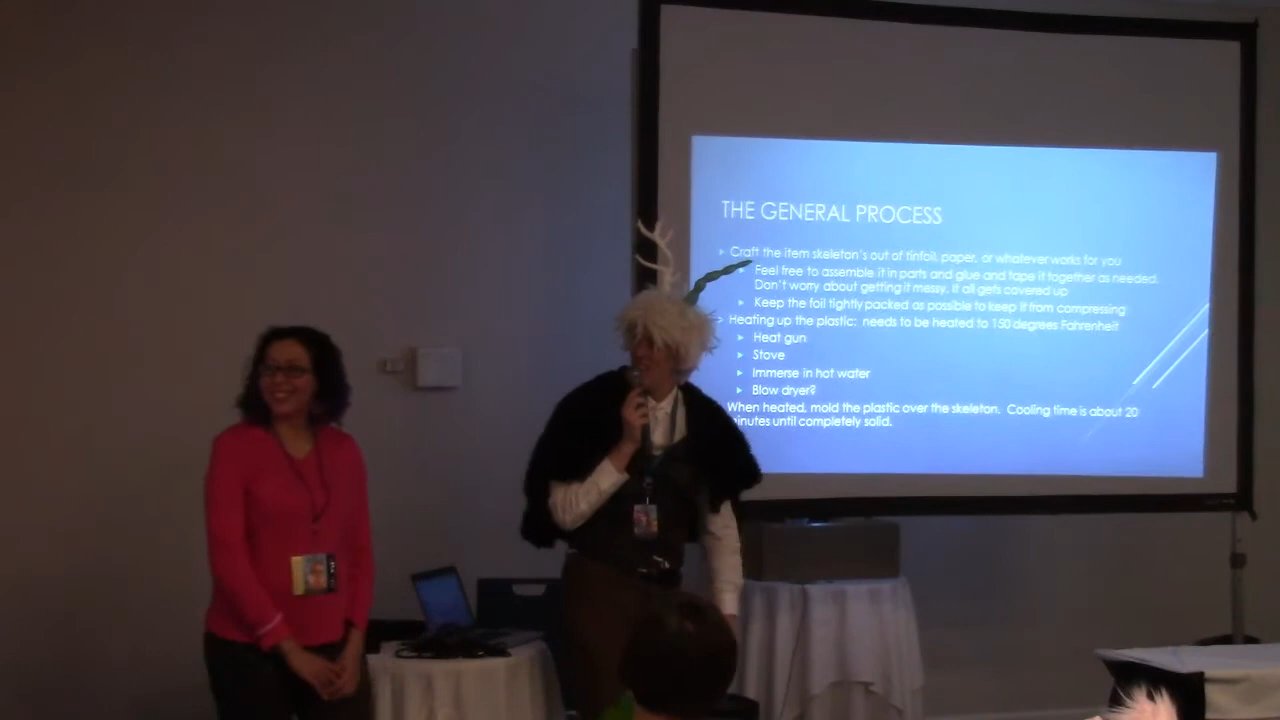 THE GENERAL PROCESS
Craft the item skeleton's out of tinfoil, paper, or whatever works for you
Feel free to assemble it in parts and glue and tape it together as needed.
Don't worry about getting it messy. It all gets covered up
Keep the foil tightly packed as possible to keep it from compressing
Heating up the plastic: needs to be heated to 150 degrees Fahrenheit
Heat gun
Stove
Immerse in hot water
Blow dryer?
When heated, mold the plastic over the skeleton. Cooling time is about 20
inutes until completely solid.